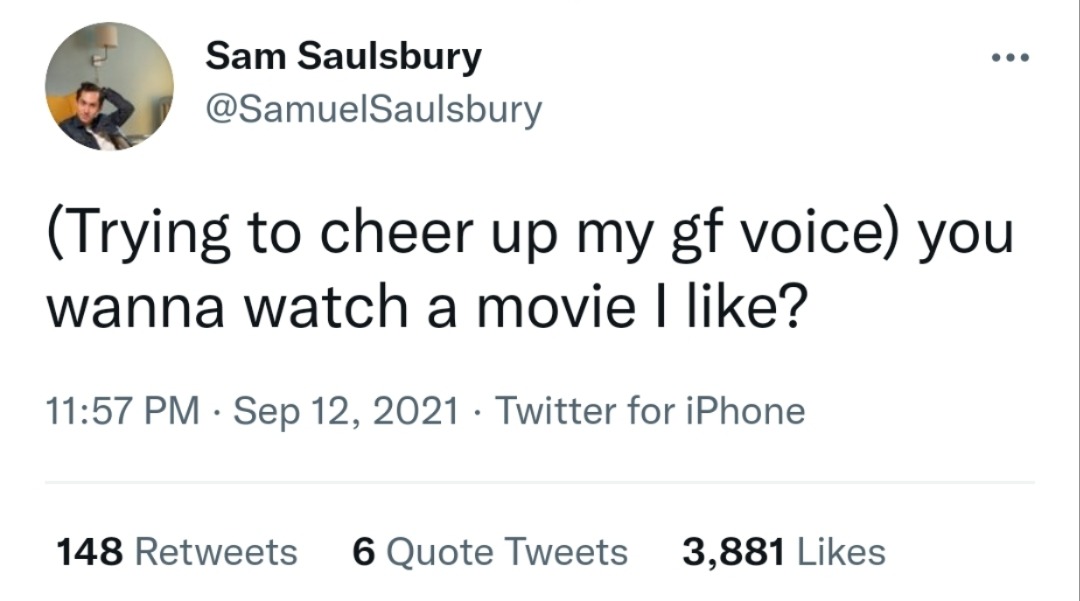 Sam Saulsbury
@SamuelSaulsbury
(Trying to cheer up my gf voice) you
wanna watch a movie I like?
11:57 PM · Sep 12, 2021 · Twitter for iPhone
148 Retweets 6 Quote Tweets 3,881 Likes